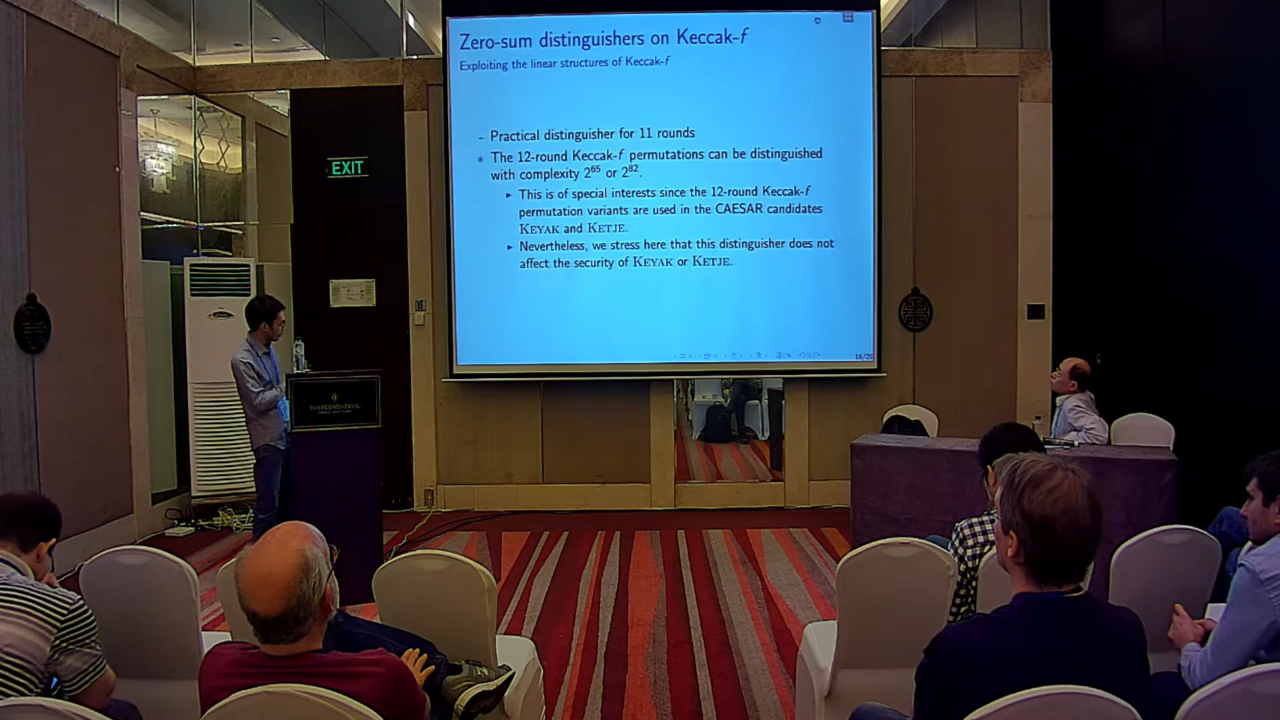 Zero-sum distinguishers on Keccak-f
Exploiting the linear structures of Keccak-f
- Practical distinguisher for 11 rounds
* The 12-round Keccak-f permutations can be distinguished
with complexity 2^65 or 2^82.
▸ This is of special interests since the 12-round Keccak-f
permutation variants are used in the CAESAR candidates
KEYAK and KETJE.
▸ Nevertheless, we stress here that this distinguisher does not
affect the security of KEYAK or KETJE.
EXIT
INTERCONTINENTAL